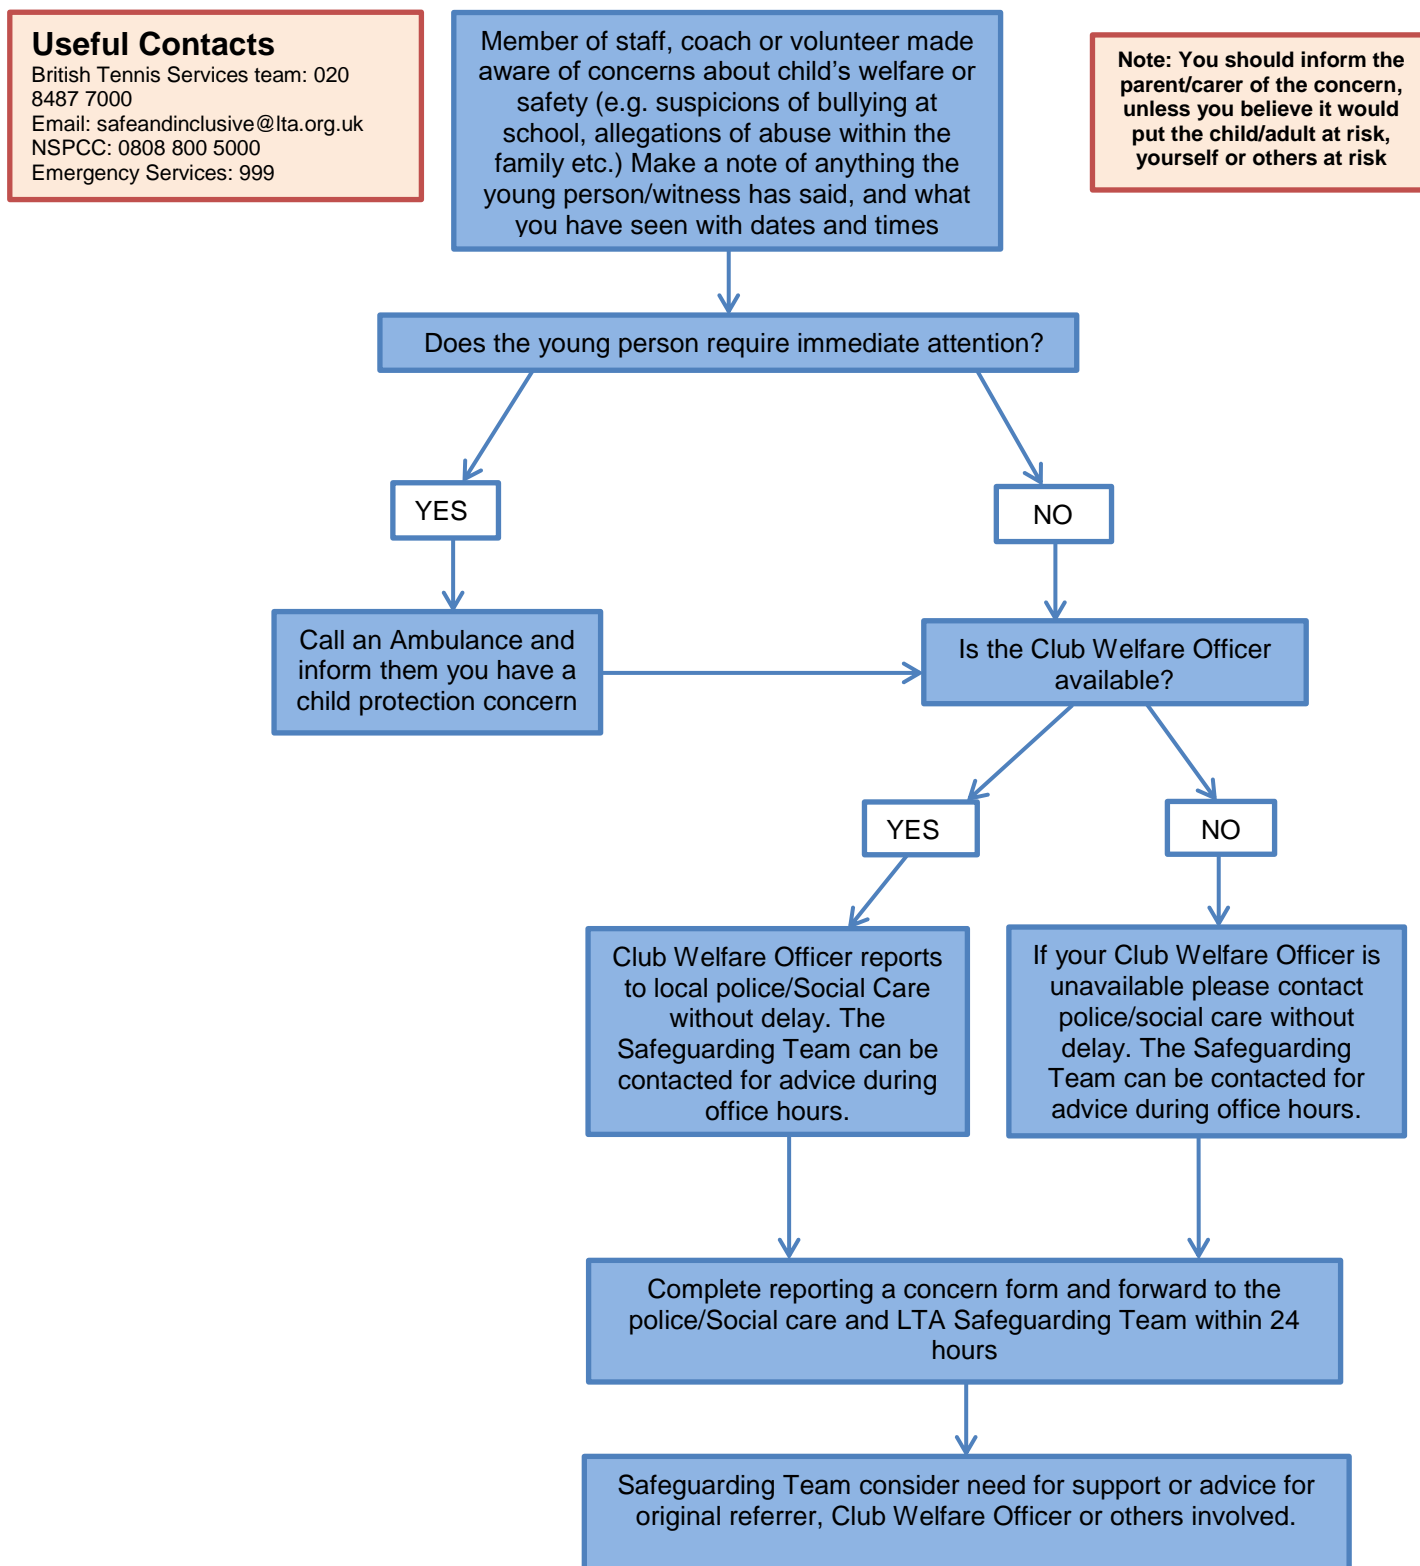 Useful Contacts
British Tennis Services team: 020
8487 7000
Email: safeandinclusive@lta.org.uk
NSPCC: 0808 800 5000
Emergency Services: 999
Member of staff, coach or volunteer made
aware of concerns about child’s welfare or
safety (e.g. suspicions of bullying at
school, allegations of abuse within the
family etc.) Make a note of anything the
young person/witness has said, and what
you have seen with dates and times
Note: You should inform the
parent/carer of the concern,
unless you believe it would
put the child/adult at risk,
yourself or others at risk
Does the young person require immediate attention?
YES
NO
Call an Ambulance and
inform them you have a
child protection concern
Is the Club Welfare Officer
available?
YES
NO
Club Welfare Officer reports
to local police/Social Care
without delay. The
Safeguarding Team can be
contacted for advice during
office hours.
If your Club Welfare Officer is
unavailable please contact
police/social care without
delay. The Safeguarding
Team can be contacted for
advice during office hours.
Complete reporting a concern form and forward to the
police/Social care and LTA Safeguarding Team within 24
hours
Safeguarding Team consider need for support or advice for
original referrer, Club Welfare Officer or others involved.